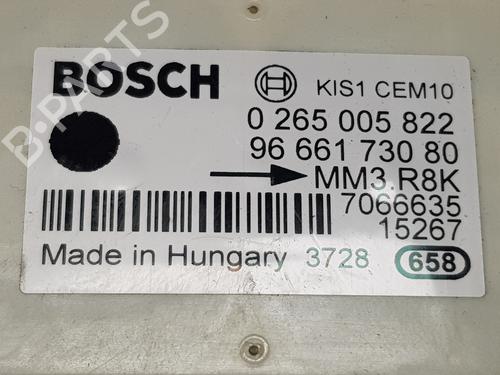 B-PARTS
BOSCH KIS1 CEM10
0 265 005 822
96 661 730 80
MM3.R8K
7066635
15267
Made in Hungary 3728 658